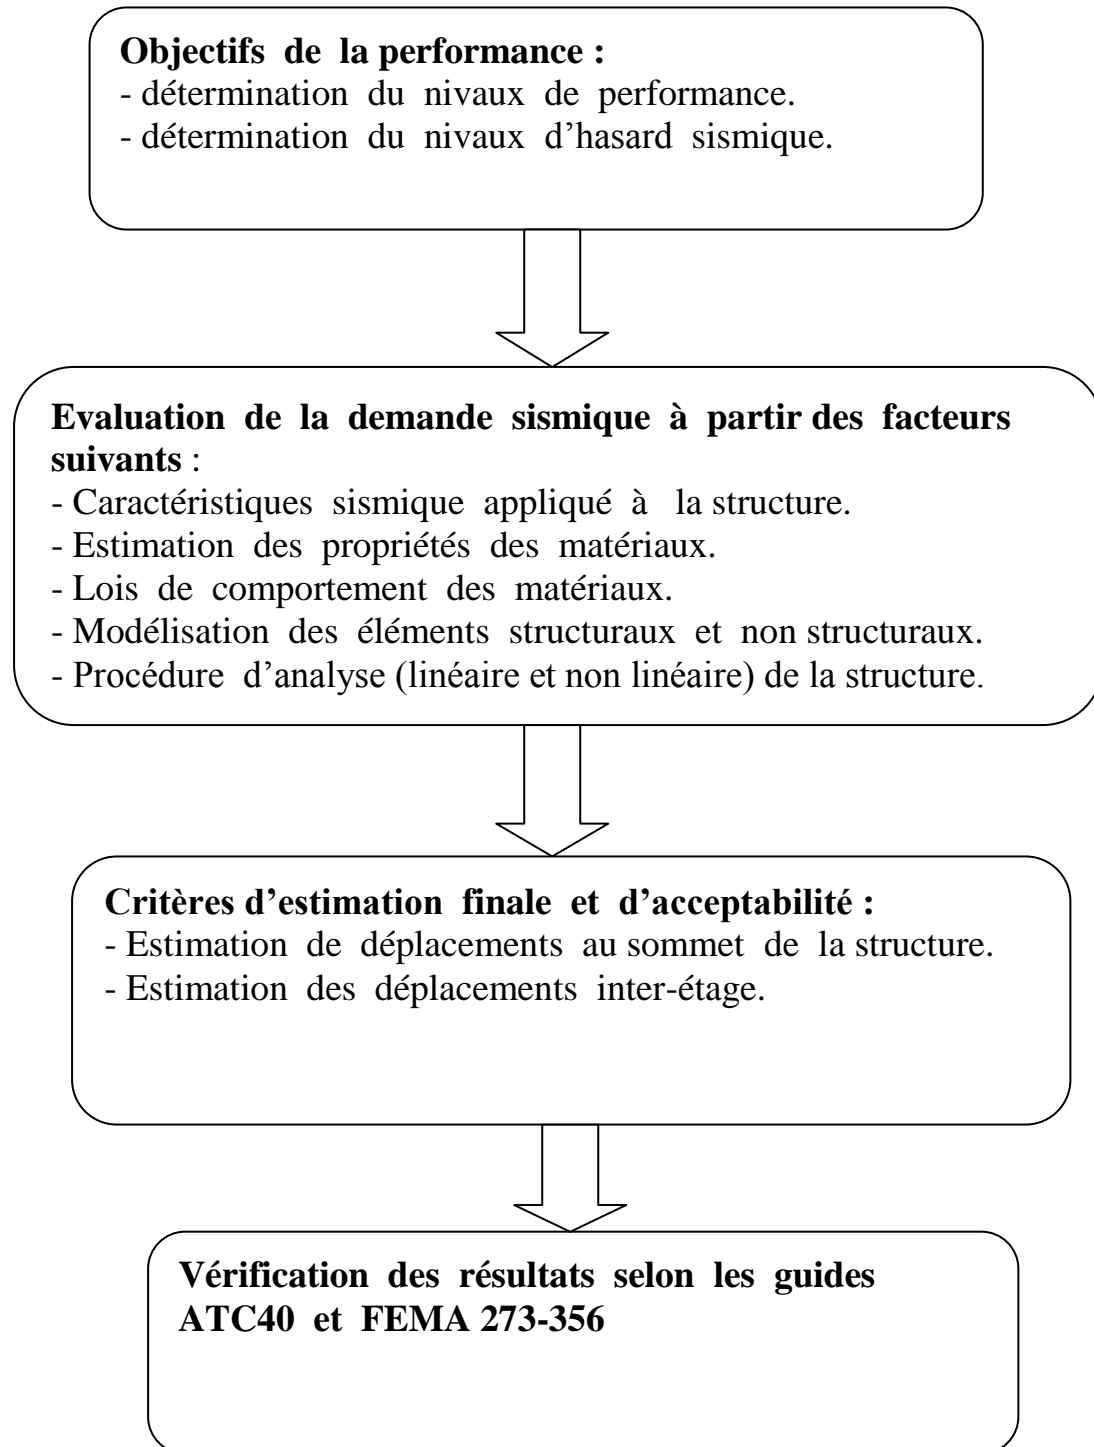 Objectifs de la performance :
- détermination du nivaux de performance.
- détermination du nivaux d’hasard sismique.
Evaluation de la demande sismique à partir des facteurs
suivants :
- Caractéristiques sismique appliqué à la structure.
- Estimation des propriétés des matériaux.
- Lois de comportement des matériaux.
- Modélisation des éléments structuraux et non structuraux.
- Procédure d’analyse (linéaire et non linéaire) de la structure.
Critères d’estimation finale et d’acceptabilité :
- Estimation de déplacements au sommet de la structure.
- Estimation des déplacements inter-étage.
Vérification des résultats selon les guides
ATC40 et FEMA 273-356